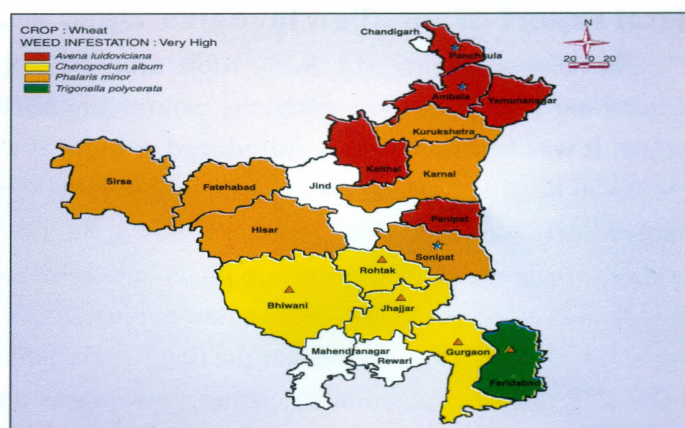 CROP : Wheat
WEED INFESTATION : Very High
Avena luidoviciana
Chenopodium album
Phalaris minor
Trigonella polycerata
N
20 0 20
Chandigarh
Panchkula
Ambala
Yamunanagar
Kurukshetra
Kaithal
Karnal
Sirsa
Fatehabad
Jind
Panipat
Hisar
Sonipat
Rohtak
Bhiwani
Jhajjar
Mahendranagar
Rewari
Gurgaon
Faridabad